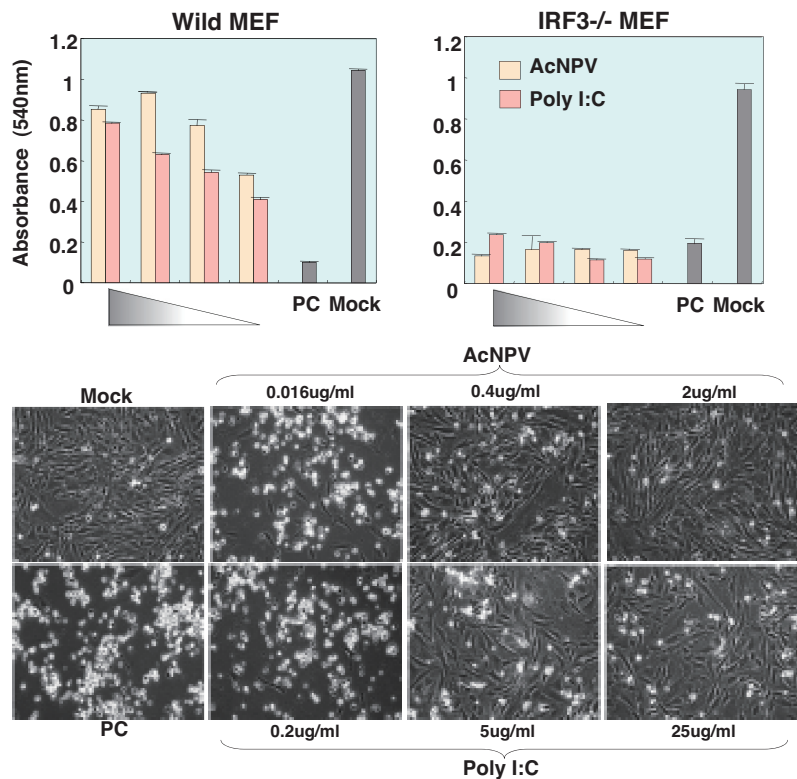 Wild MEF
IRF3-/- MEF
Absorbance (540nm)
1.2
1
0.8
0.6
0.4
0.2
0
PC Mock
1.2
1
0.8
0.6
0.4
0.2
0
AcNPV
Poly I:C
PC Mock
AcNPV
Mock
0.016ug/ml
0.4ug/ml
2ug/ml
PC
0.2ug/ml
5ug/ml
25ug/ml
Poly I:C